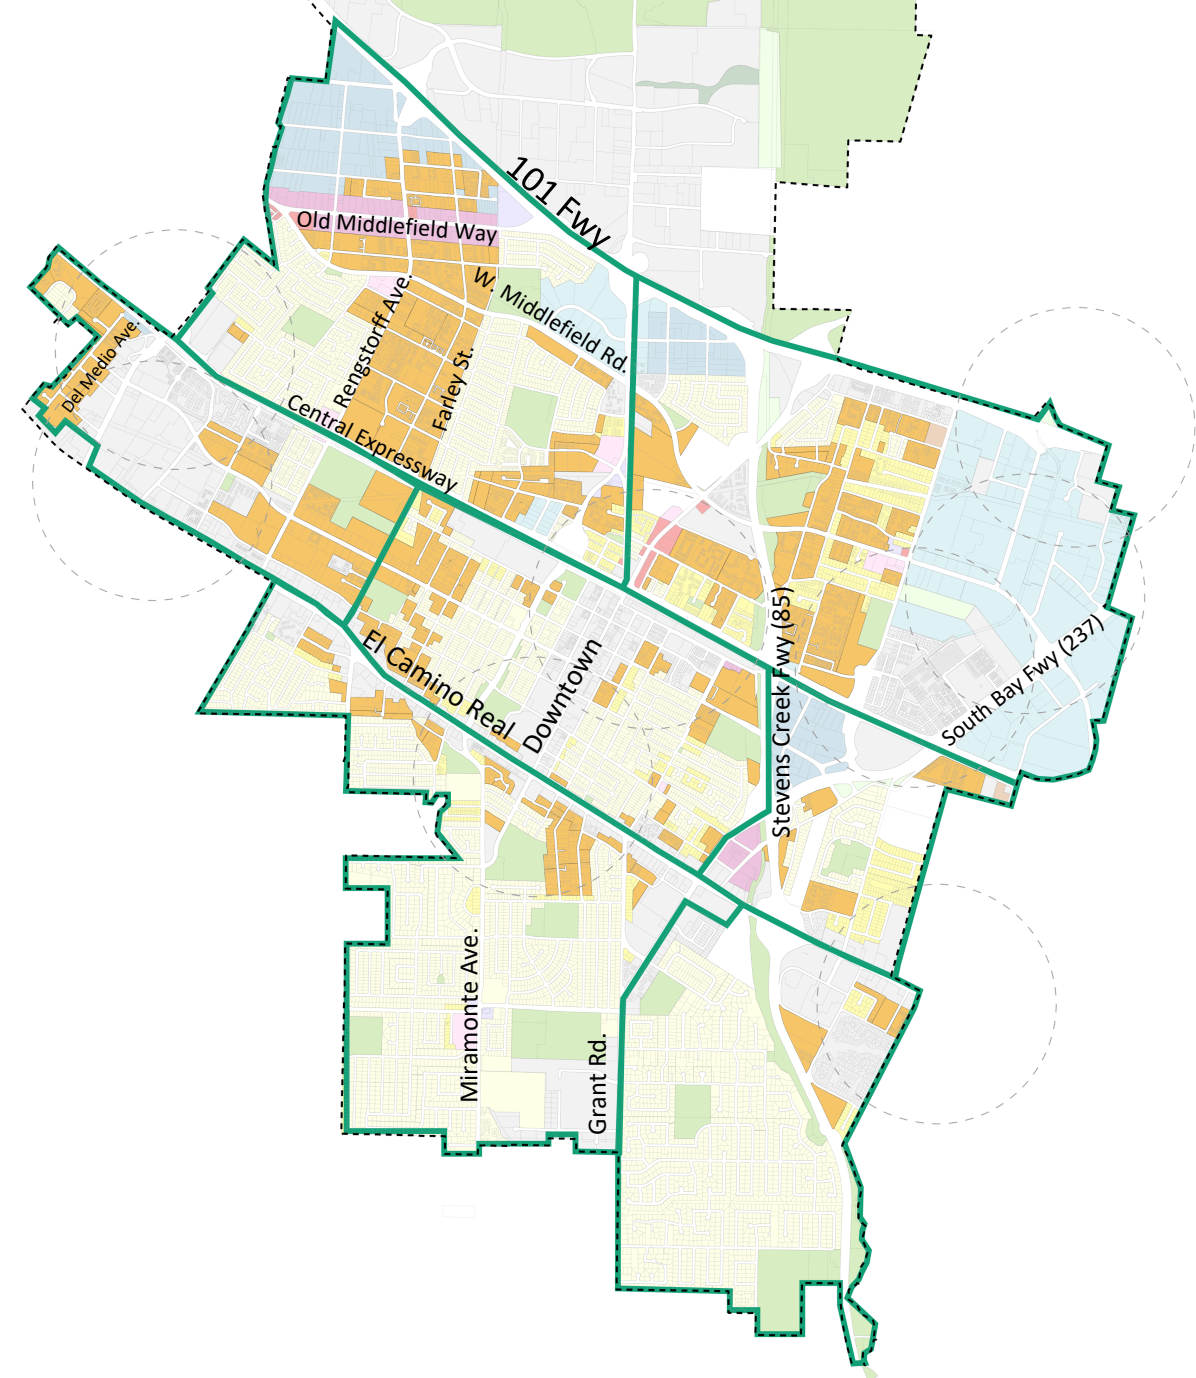 101 Fwy
Old Middlefield Way
W. Middlefield Rd.
Rengstorff Ave.
Del Medio Ave.
Farley St.
Central Expressway
El Camino Real
Downtown
Stevens Creek Fwy (85)
South Bay Fwy (237)
Miramonte Ave.
Grant Rd.